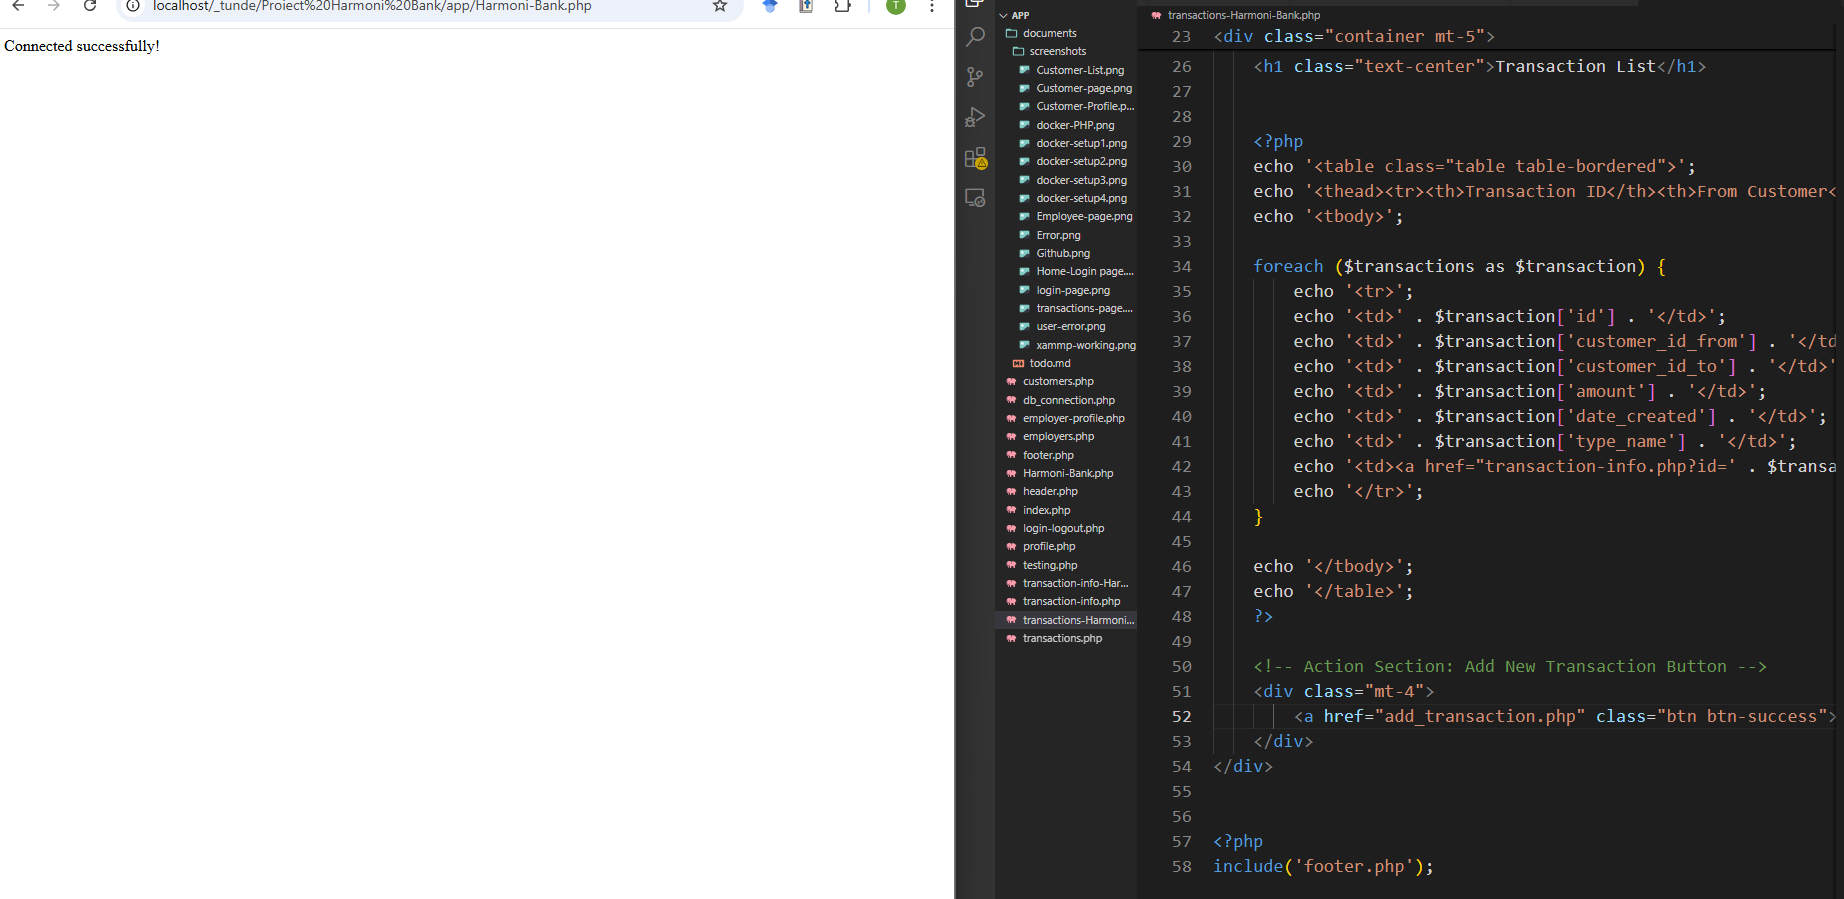 localhost/_tunde/Project%20Harmoni%20Bank/app/Harmoni-Bank.php
T
Connected successfully!
APP
documents
screenshots
Customer-List.png
Customer-page.png
Customer-Profile.p...
docker-PHP.png
docker-setup1.png
docker-setup2.png
docker-setup3.png
docker-setup4.png
Employee-page.png
Error.png
Github.png
Home-Login page....
login-page.png
transactions-page....
user-error.png
xammp-working.png
todo.md
customers.php
db_connection.php
employer-profile.php
employers.php
footer.php
Harmoni-Bank.php
header.php
index.php
login-logout.php
profile.php
testing.php
transaction-info-Har...
transaction-info.php
transactions-Harmoni...
transactions.php
transactions-Harmoni-Bank.php
23 <div class="container mt-5">
26 <h1 class="text-center">Transaction List</h1>
27
28
29 <?php
30 echo '<table class="table table-bordered">';
31 echo '<thead><tr><th>Transaction ID</th><th>From Customer<
32 echo '<tbody>';
33
34 foreach ($transactions as $transaction) {
35 echo '<tr>';
36 echo '<td>' . $transaction['id'] . '</td>';
37 echo '<td>' . $transaction['customer_id_from'] . '</td
38 echo '<td>' . $transaction['customer_id_to'] . '</td>'
39 echo '<td>' . $transaction['amount'] . '</td>';
40 echo '<td>' . $transaction['date_created'] . '</td>';
41 echo '<td>' . $transaction['type_name'] . '</td>';
42 echo '<td><a href="transaction-info.php?id=' . $transa
43 echo '</tr>';
44 }
45
46 echo '</tbody>';
47 echo '</table>';
48 ?>
49
50 <!-- Action Section: Add New Transaction Button -->
51 <div class="mt-4">
52 <a href="add_transaction.php" class="btn btn-success">
53 </div>
54 </div>
55
56
57 <?php
58 include('footer.php');